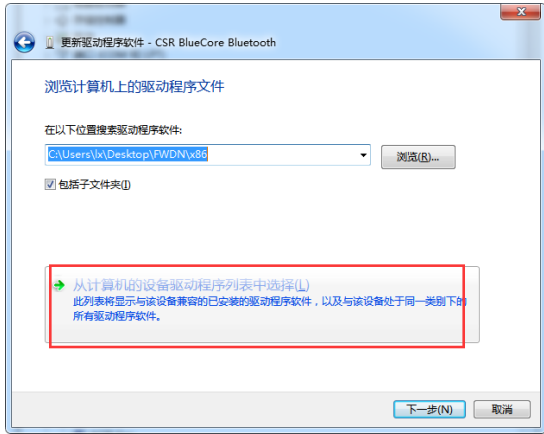 更新驱动程序软件 - CSR BlueCore Bluetooth
浏览计算机上的驱动程序文件
在以下位置搜索驱动程序软件:
C:\Users\lx\Desktop\FWDN\x86
浏览(R)...
包括子文件夹(I)
从计算机的设备驱动程序列表中选择(L)
此列表将显示与该设备兼容的已安装的驱动程序软件，以及与该设备处于同一类别下的
所有驱动程序软件。
下一步(N)
取消